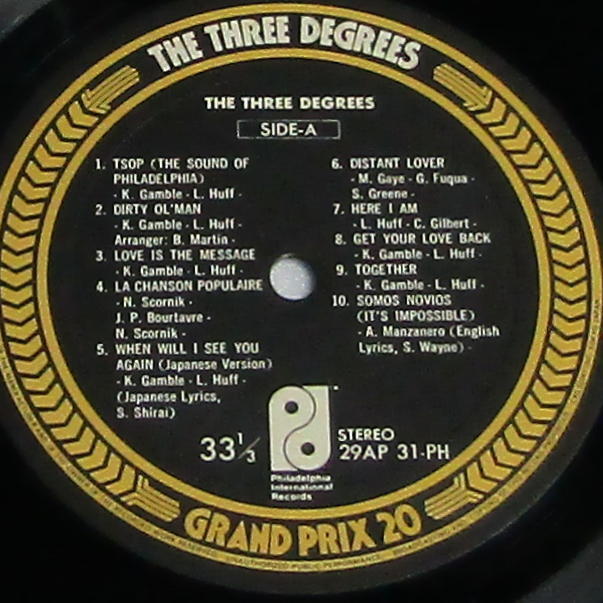 THE THREE DEGREES
THE THREE DEGREES
SIDE-A
1. TSOP (THE SOUND OF
PHILADELPHIA)
- K. Gamble - L. Huff -
2. DIRTY OL'MAN
- K. Gamble - L. Huff -
Arranger: B. Martin -
3. LOVE IS THE MESSAGE
- K. Gamble - L. Huff -
4. LA CHANSON POPULAIRE
- N. Scornik -
J. P. Bourtavre -
N. Scornik -
5. WHEN WILL I SEE YOU
AGAIN (Japanese Version)
- K. Gamble - L. Huff -
(Japanese Lyrics,
S. Shirai)
6. DISTANT LOVER
- M. Gaye - G. Fuqua -
S. Greene -
7. HERE I AM
- L. Huff - C. Gilbert -
8. GET YOUR LOVE BACK
- K. Gamble - L. Huff -
9. TOGETHER
- K. Gamble - L. Huff -
10. SOMOS NOVIOS
(IT'S IMPOSSIBLE)
- A. Manzanero (English
Lyrics, S. Wayne) -
33 1/3
STEREO
29AP 31-PH
Philadelphia
International
Records
GRAND PRIX 20